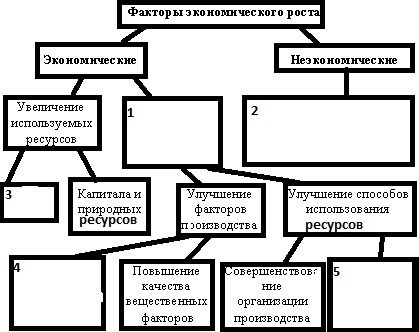 Факторы экономического роста
Экономические
Неэкономические
Увеличение
используемых
ресурсов
1
2
3
Капитала и
природных
ресурсов
Улучшение
факторов
производства
Улучшение способов
использования
ресурсов
4
Повышение
качества
вещественных
факторов
Совершенствова
ние
организации
производства
5